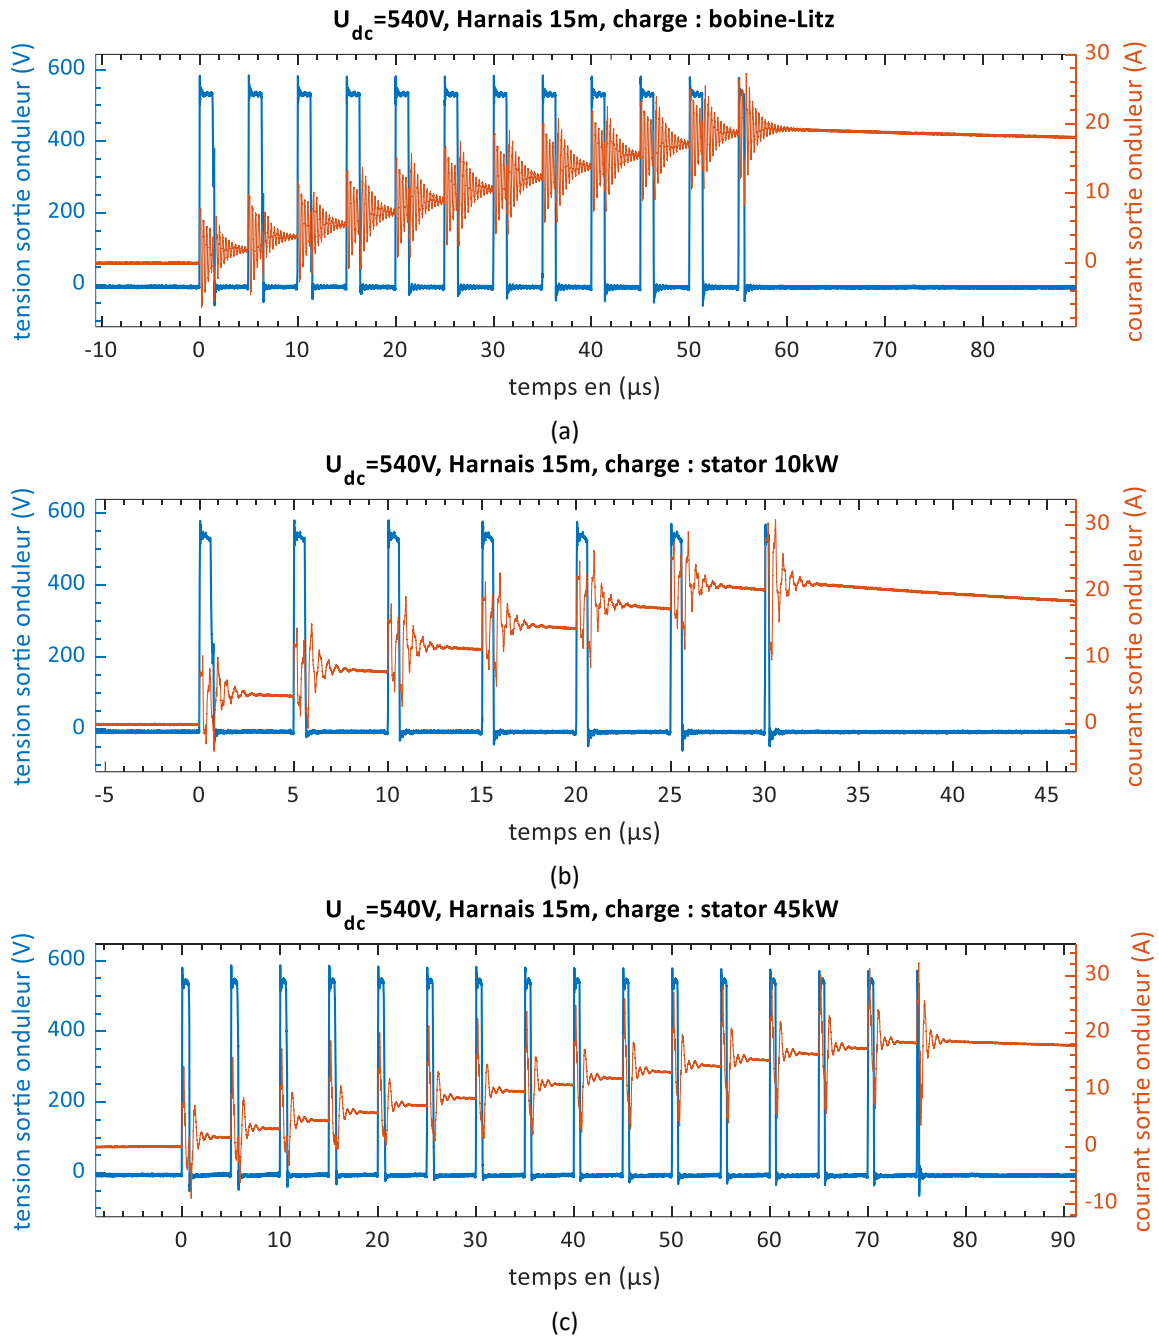 U_dc=540V, Harnais 15m, charge : bobine-Litz
tension sortie onduleur (V)
600
400
200
0
courant sortie onduleur (A)
30
20
10
0
-10 0 10 20 30 40 50 60 70 80
temps en (μs)
(a)
U_dc=540V, Harnais 15m, charge : stator 10kW
tension sortie onduleur (V)
600
400
200
0
courant sortie onduleur (A)
30
20
10
0
-5 0 5 10 15 20 25 30 35 40 45
temps en (μs)
(b)
U_dc=540V, Harnais 15m, charge : stator 45kW
tension sortie onduleur (V)
600
400
200
0
courant sortie onduleur (A)
30
20
10
0
-10
0 10 20 30 40 50 60 70 80 90
temps en (μs)
(c)